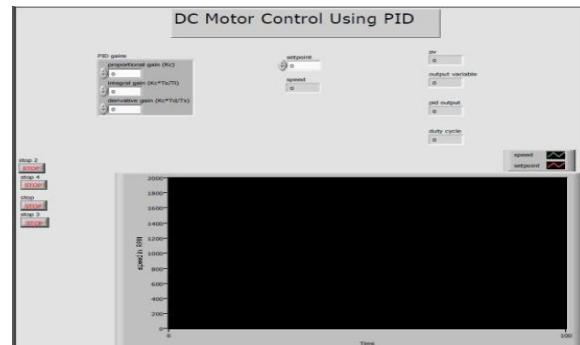 DC Motor Control Using PID
PID gains
proportional gain (Kc)
0
integral gain (Kc*Ts/Ti)
0
derivative gain (Kc*Td/Ts)
0
setpoint
0
speed
0
pv
0
output variable
0
pid output
0
duty cycle
0
stop 2
STOP
stop 4
STOP
stop
STOP
stop 3
STOP
speed
setpoint
speed in RPM
2000
1800
1600
1400
1200
1000
800
600
400
200
0
0
100
Time